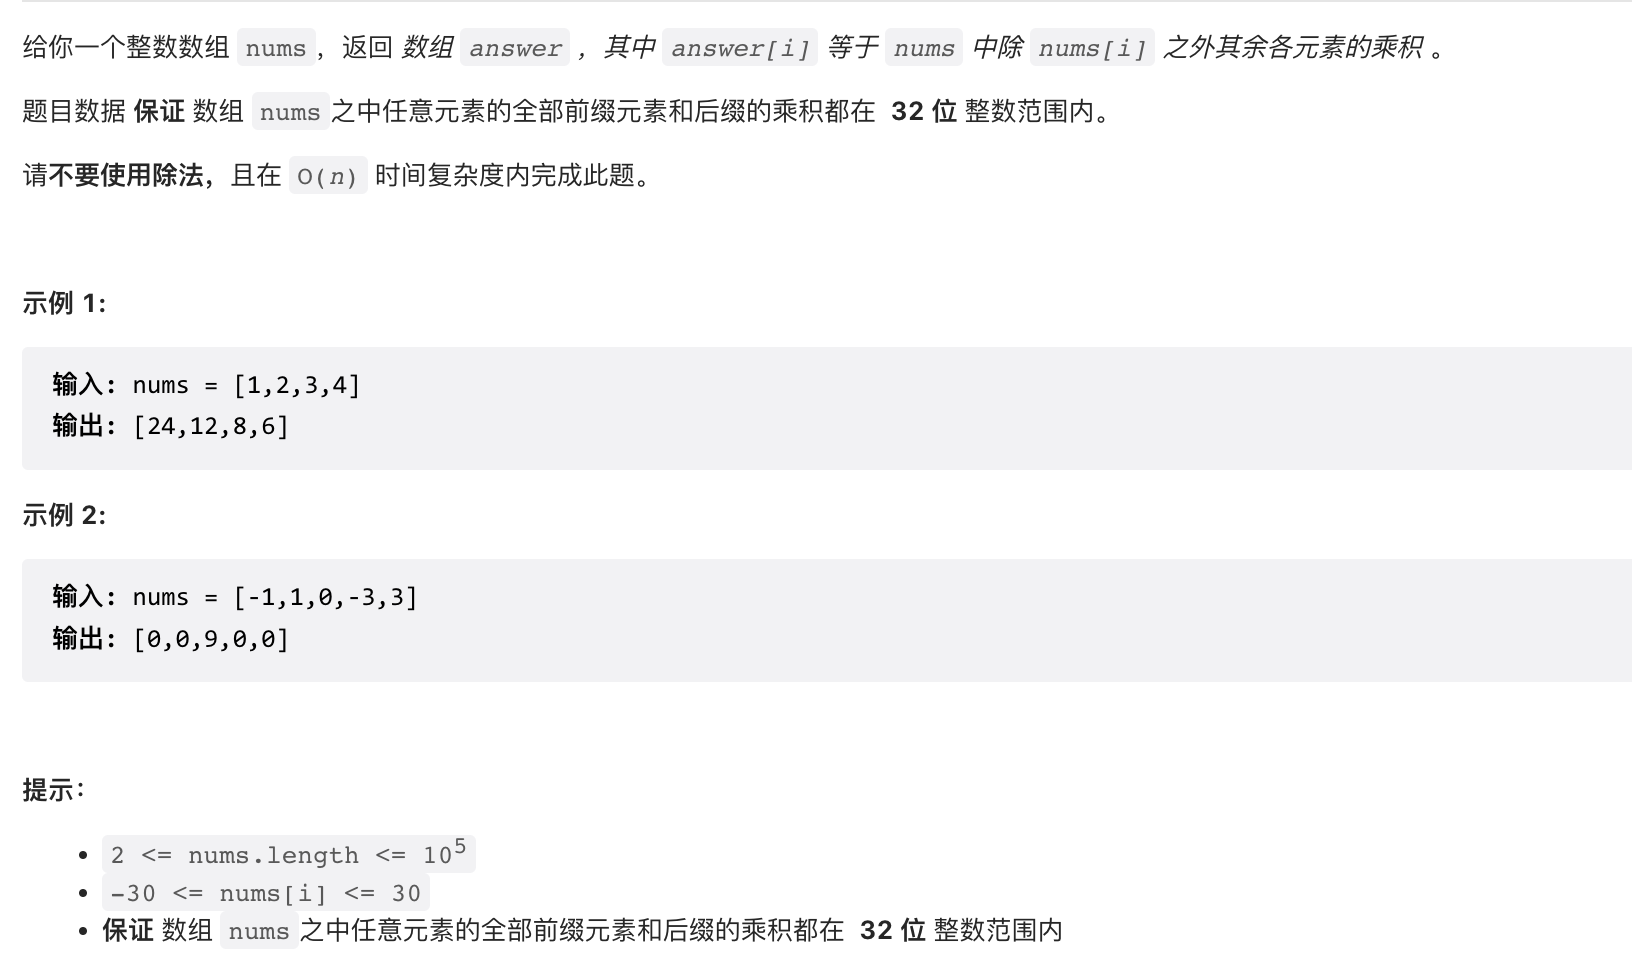 给你一个整数数组 nums，返回 数组 answer ，其中 answer[i] 等于 nums 中除 nums[i] 之外其余各元素的乘积 。
题目数据 保证 数组 nums之中任意元素的全部前缀元素和后缀的乘积都在 32 位 整数范围内。
请不要使用除法，且在 O(n) 时间复杂度内完成此题。
示例 1:
输入: nums = [1,2,3,4]
输出: [24,12,8,6]
示例 2:
输入: nums = [-1,1,0,-3,3]
输出: [0,0,9,0,0]
提示：
• 2 <= nums.length <= 10⁵
• -30 <= nums[i] <= 30
• 保证 数组 nums之中任意元素的全部前缀元素和后缀的乘积都在 32 位 整数范围内